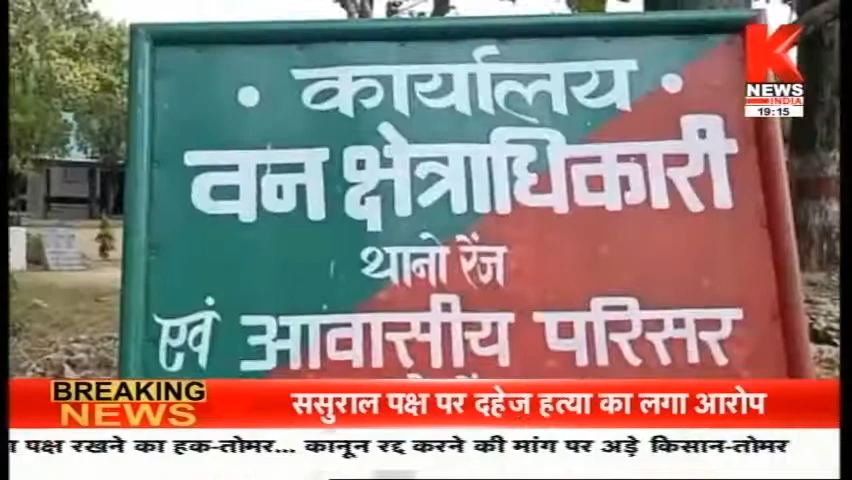 • कार्यालय •
वन क्षेत्राधिकारी
थानो रेंज
एवं आवासीय परिसर
K
NEWS
INDIA
19:15
BREAKING
NEWS
ससुराल पक्ष पर दहेज हत्या का लगा आरोप
पक्ष रखने का हक-तोमर... कानून रद्द करने की मांग पर अड़े किसान-तोमर